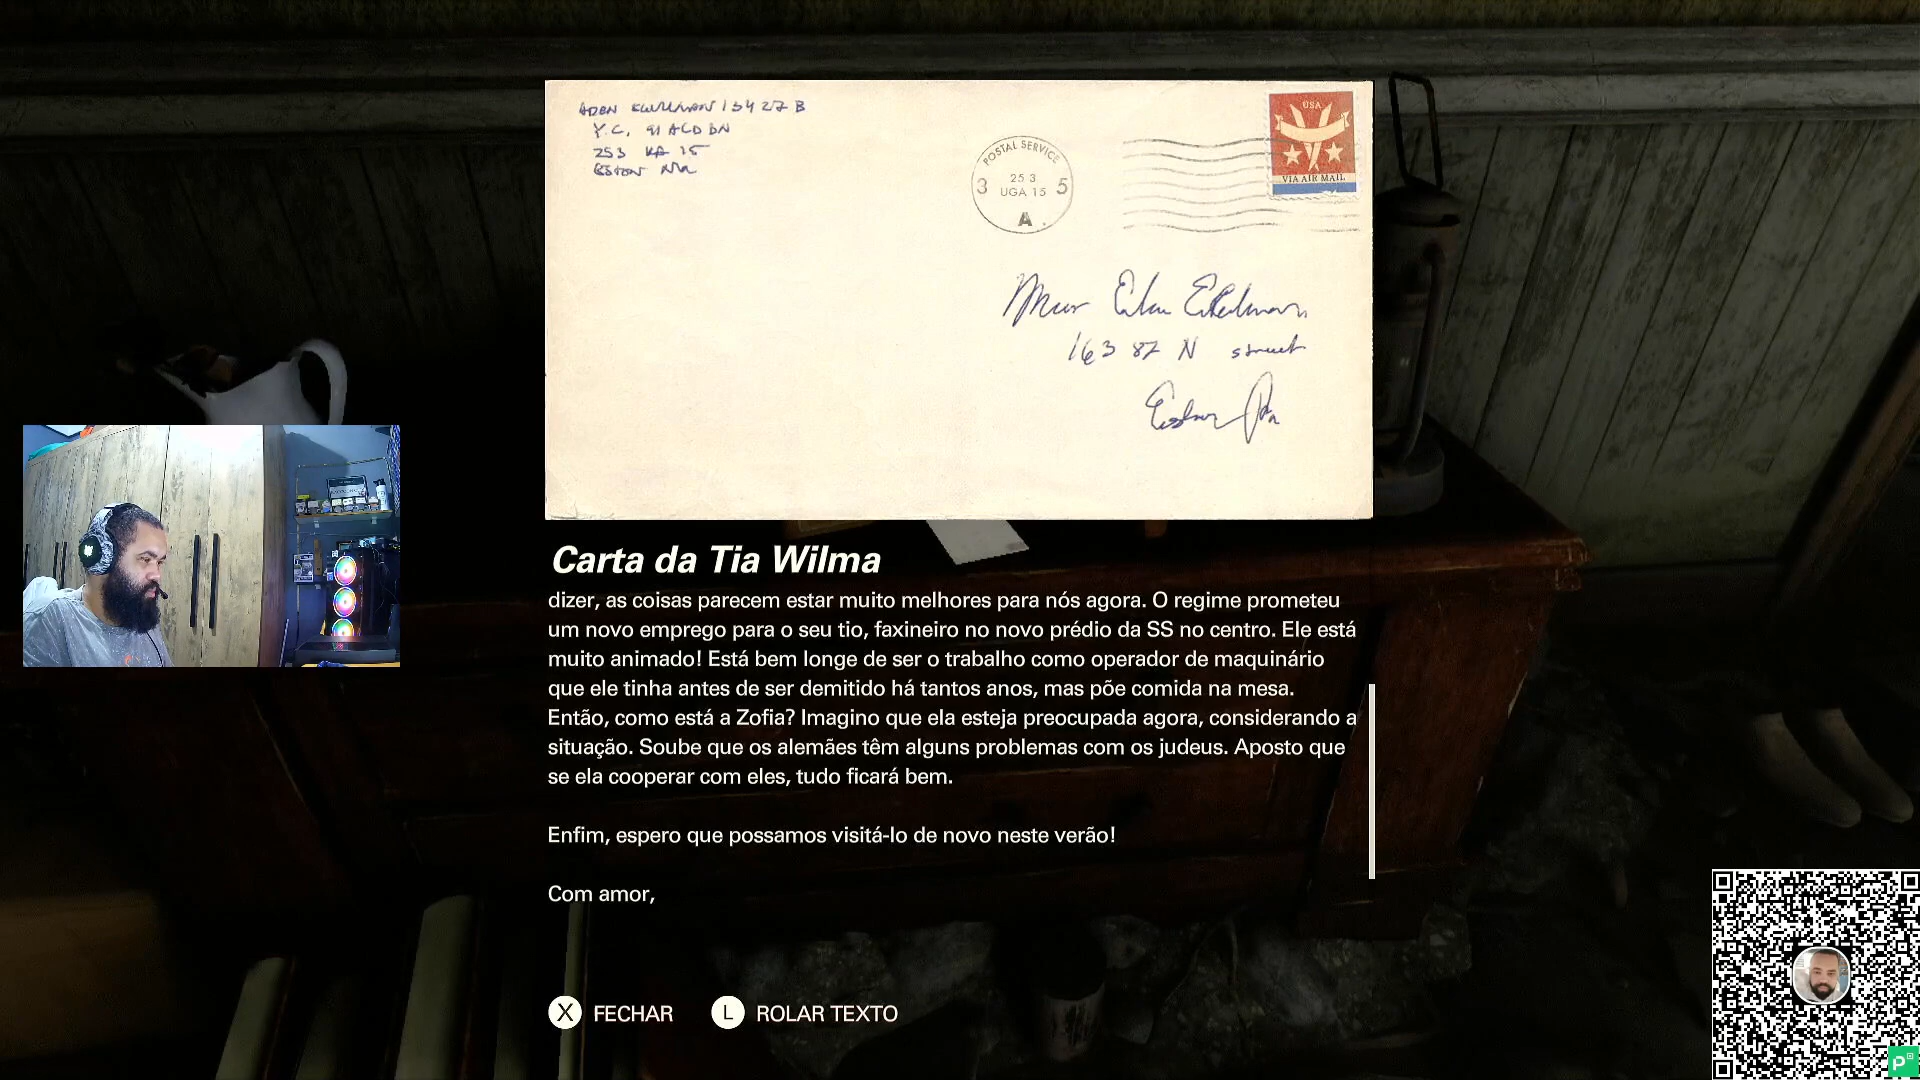 USA
VIA AIR MAIL
POSTAL SERVICE
3 25 3 5
UGA 15
A
253
163 87 N street
Carta da Tia Wilma
dizer, as coisas parecem estar muito melhores para nós agora. O regime prometeu
um novo emprego para o seu tio, faxineiro no novo prédio da SS no centro. Ele está
muito animado! Está bem longe de ser o trabalho como operador de maquinário
que ele tinha antes de ser demitido há tantos anos, mas põe comida na mesa.
Então, como está a Zofia? Imagino que ela esteja preocupada agora, considerando a
situação. Soube que os alemães têm alguns problemas com os judeus. Aposto que
se ela cooperar com eles, tudo ficará bem.
Enfim, espero que possamos visitá-lo de novo neste verão!
Com amor,
X FECHAR L ROLAR TEXTO